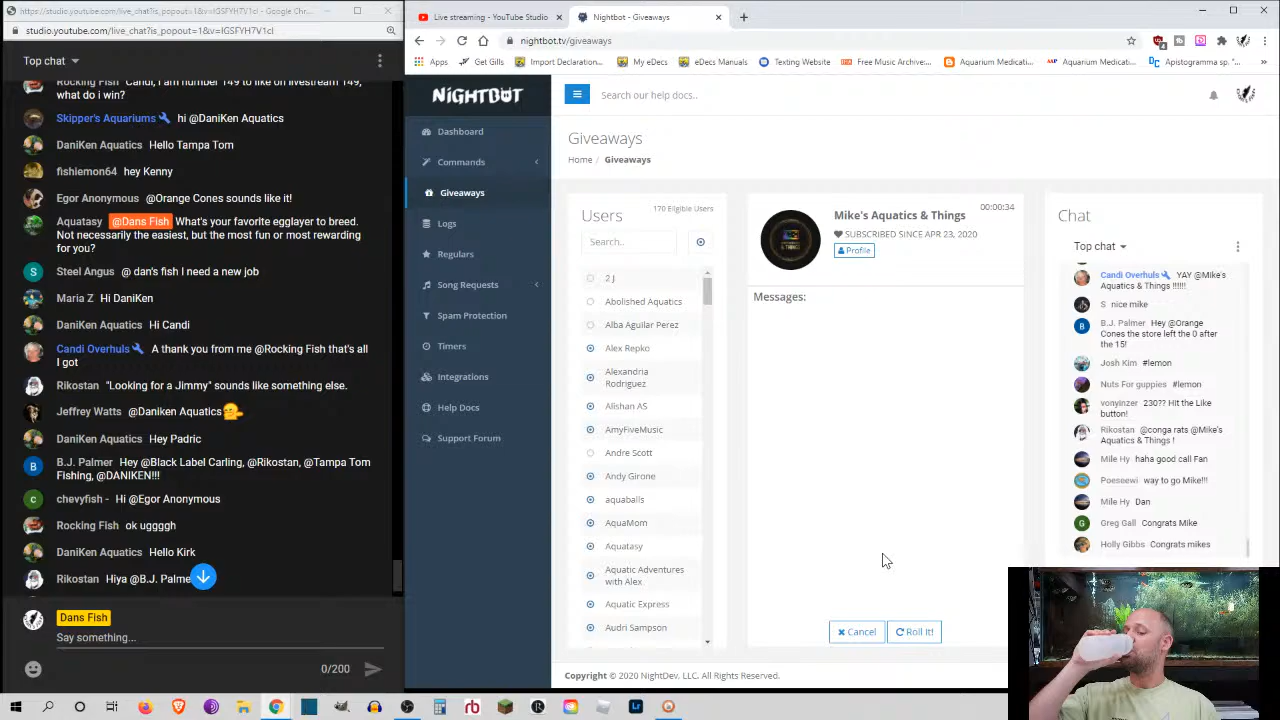 https://studio.youtube.com/live_chat?is_popout=1&v=IGSFYH7V1cI - Google Chr...
studio.youtube.com/live_chat?is_popout=1&v=IGSFYH7V1cI
Top chat
Rocking Fish Candi, I am number 149 to like on livestream 149,
what do i win?
Skipper's Aquariums hi @DaniKen Aquatics
DaniKen Aquatics Hello Tampa Tom
fishiemon64 hey Kenny
Egor Anonymous @Orange Cones sounds like it!
Aquatasy @Dans Fish What's your favorite egglayer to breed.
Not necessarily the easiest, but the most fun or most rewarding
for you?
S Steel Angus @ dan's fish I need a new job
Maria Z Hi DaniKen
DaniKen Aquatics Hi Candi
Candi Overhuls A thank you from me @Rocking Fish that's all
I got
Rikostan "Looking for a Jimmy" sounds like something else.
Jeffrey Watts @Daniken Aquatics
DaniKen Aquatics Hey Padric
B B.J. Palmer Hey @Black Label Carling, @Rikostan, @Tampa Tom
Fishing, @DANIKEN!!!
c chevyfish - Hi @Egor Anonymous
Rocking Fish ok uggggh
DaniKen Aquatics Hello Kirk
Rikostan Hiya @B.J. Palme
Dans Fish
Say something...
0/200
Live streaming - YouTube Studio
Nightbot - Giveaways
nightbot.tv/giveaways
Apps
Get Gills
Import Declaration...
My eDecs
eDecs Manuals
Texting Website
Free Music Archive...
Aquarium Medicati...
Aquarium Medicati...
Apistogramma sp. "...
NIGHTBOT
Dashboard
Commands
Giveaways
Logs
Regulars
Song Requests
Spam Protection
Timers
Integrations
Help Docs
Support Forum
Search our help docs..
Giveaways
Home / Giveaways
Users
170 Eligible Users
Search..
2 J
Abolished Aquatics
Alba Aguilar Perez
Alex Repko
Alexandria
Rodriguez
Alishan AS
AmyFiveMusic
Andre Scott
Andy Girone
aquaballs
AquaMom
Aquatasy
Aquatic Adventures
with Alex
Aquatic Express
Audri Sampson
Mike's Aquatics & Things
00:00:34
SUBSCRIBED SINCE APR 23, 2020
Profile
Messages:
Cancel
Roll It!
Chat
Top chat
Candi Overhuls YAY @Mike's
Aquatics & Things !!!!!!
S nice mike
B B.J. Palmer Hey @Orange
Cones the store left the 0 after
the 15!
Josh Kim #lemon
Nuts For guppies #lemon
vonyinzer 230?? Hit the Like
button!
Rikostan @conga rats @Mike's
Aquatics & Things !
Mile Hy haha good call Fan
Poeseewi way to go Mike!!!
Mile Hy Dan
G Greg Gall Congrats Mike
Holly Gibbs Congrats mikes
Copyright © 2020 NightDev, LLC. All Rights Reserved.